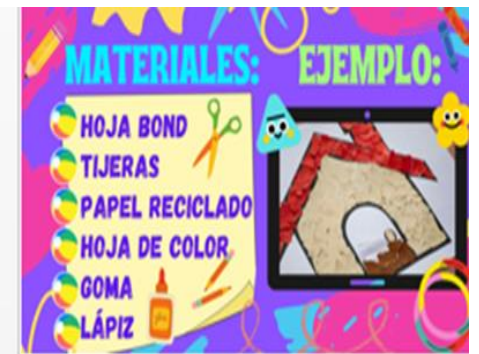 MATERIALES:
EJEMPLO:
HOJA BOND
TIJERAS
PAPEL RECICLADO
HOJA DE COLOR
GOMA
LÁPIZ